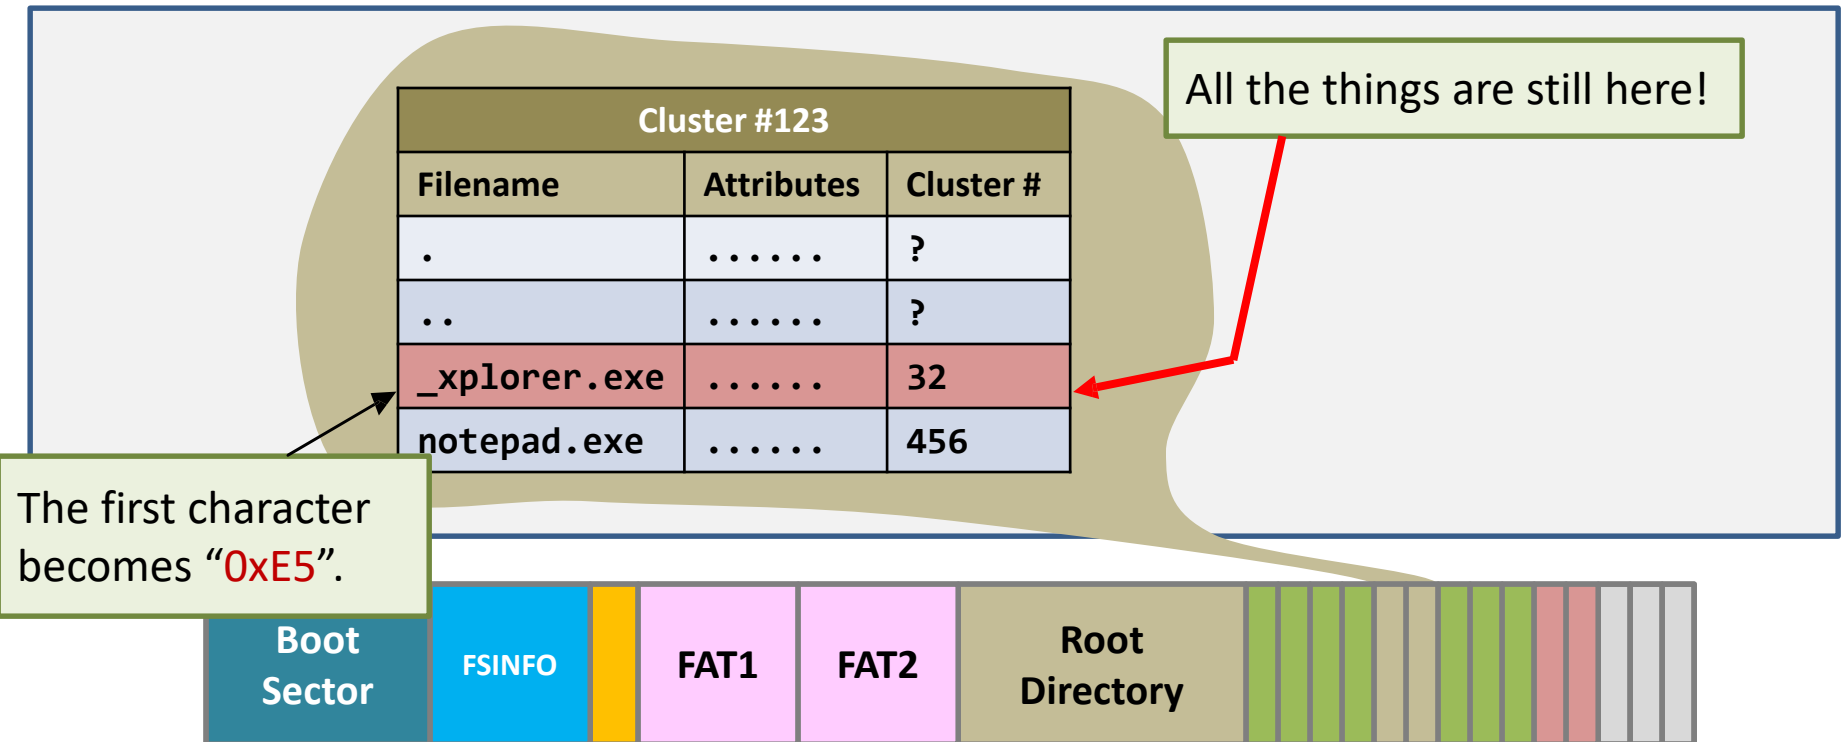 All the things are still here!
Cluster #123
Filename Attributes Cluster #
. ...... ?
.. ...... ?
_xplorer.exe ...... 32
notepad.exe ...... 456
The first character
becomes “0xE5”.
Boot
Sector
FSINFO
FAT1
FAT2
Root
Directory